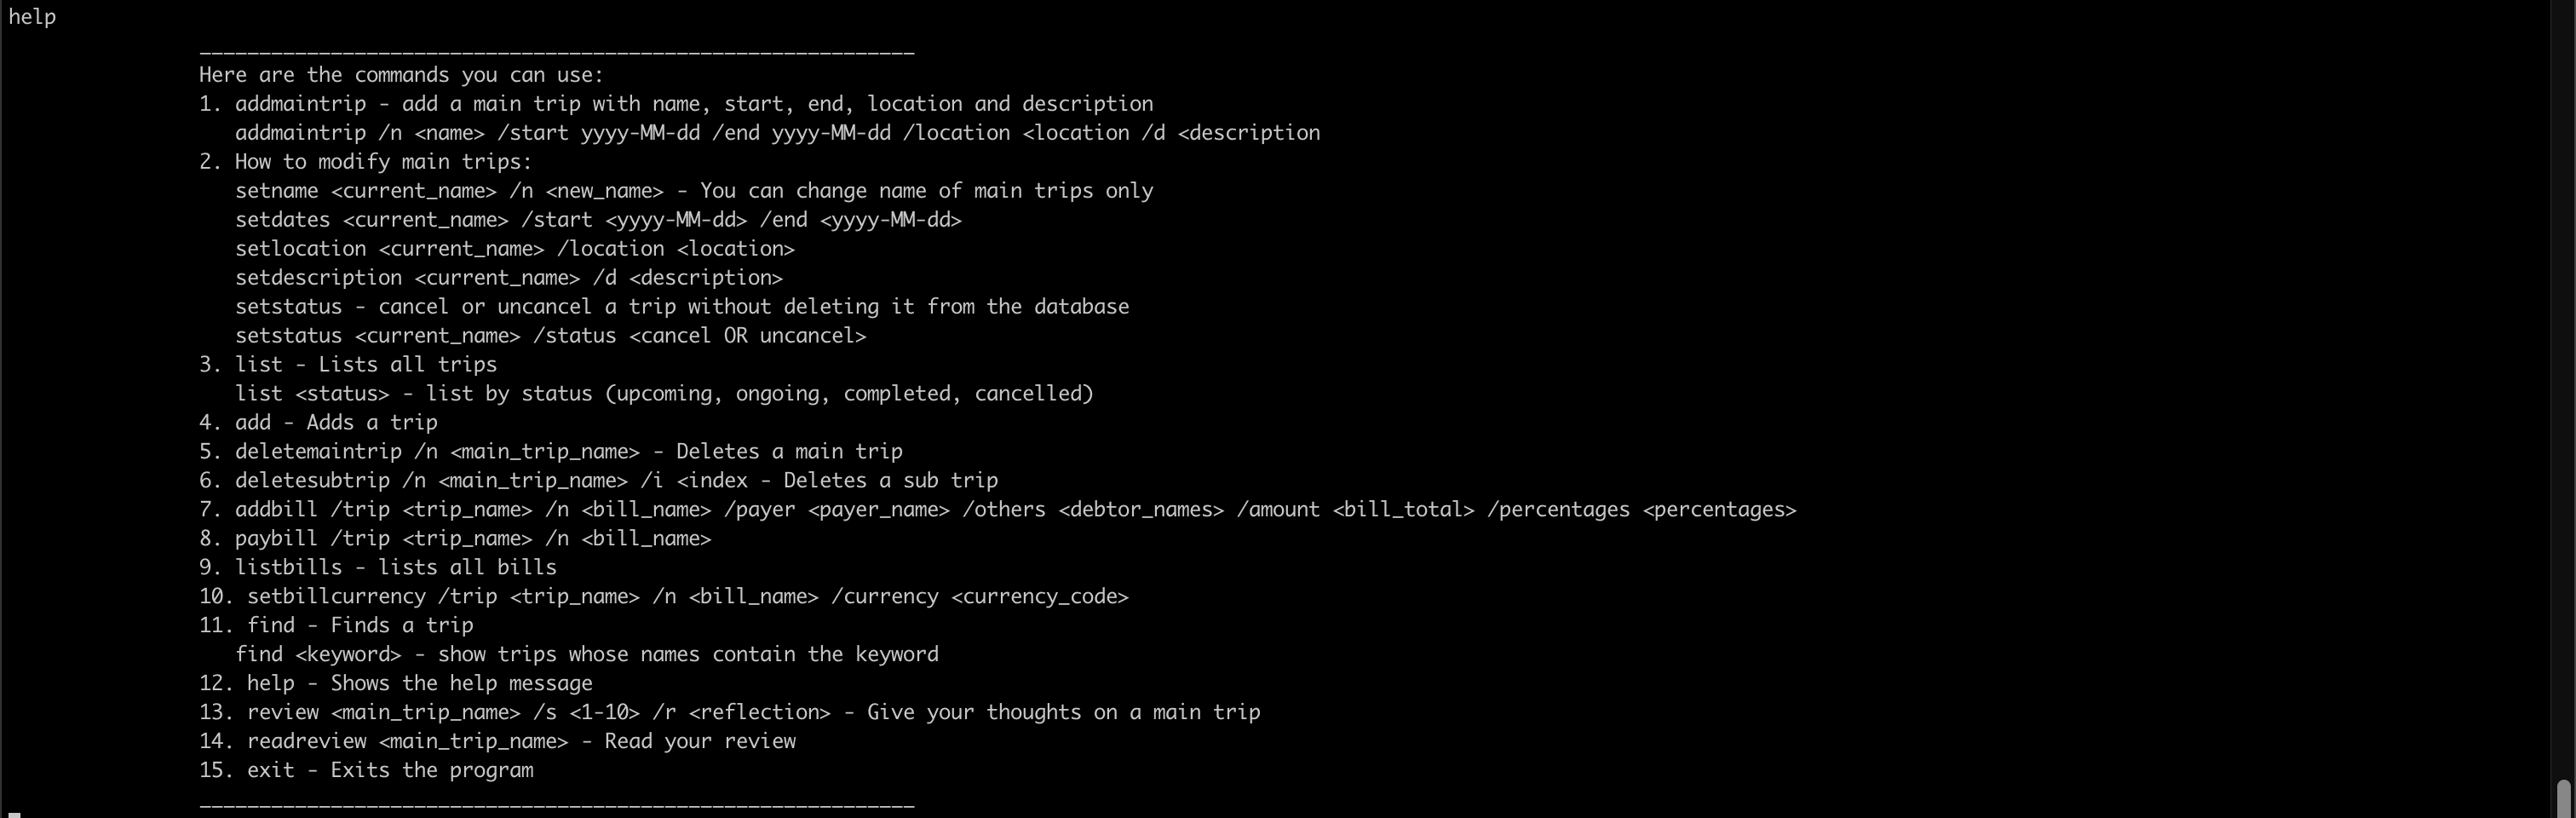 help
____________________________________________________________
Here are the commands you can use:
1. addmaintrip - add a main trip with name, start, end, location and description
addmaintrip /n <name> /start yyyy-MM-dd /end yyyy-MM-dd /location <location /d <description
2. How to modify main trips:
setname <current_name> /n <new_name> - You can change name of main trips only
setdates <current_name> /start <yyyy-MM-dd> /end <yyyy-MM-dd>
setlocation <current_name> /location <location>
setdescription <current_name> /d <description>
setstatus - cancel or uncancel a trip without deleting it from the database
setstatus <current_name> /status <cancel OR uncancel>
3. list - Lists all trips
list <status> - list by status (upcoming, ongoing, completed, cancelled)
4. add - Adds a trip
5. deletemaintrip /n <main_trip_name> - Deletes a main trip
6. deletesubtrip /n <main_trip_name> /i <index - Deletes a sub trip
7. addbill /trip <trip_name> /n <bill_name> /payer <payer_name> /others <debtor_names> /amount <bill_total> /percentages <percentages>
8. paybill /trip <trip_name> /n <bill_name>
9. listbills - lists all bills
10. setbillcurrency /trip <trip_name> /n <bill_name> /currency <currency_code>
11. find - Finds a trip
find <keyword> - show trips whose names contain the keyword
12. help - Shows the help message
13. review <main_trip_name> /s <1-10> /r <reflection> - Give your thoughts on a main trip
14. readreview <main_trip_name> - Read your review
15. exit - Exits the program
____________________________________________________________